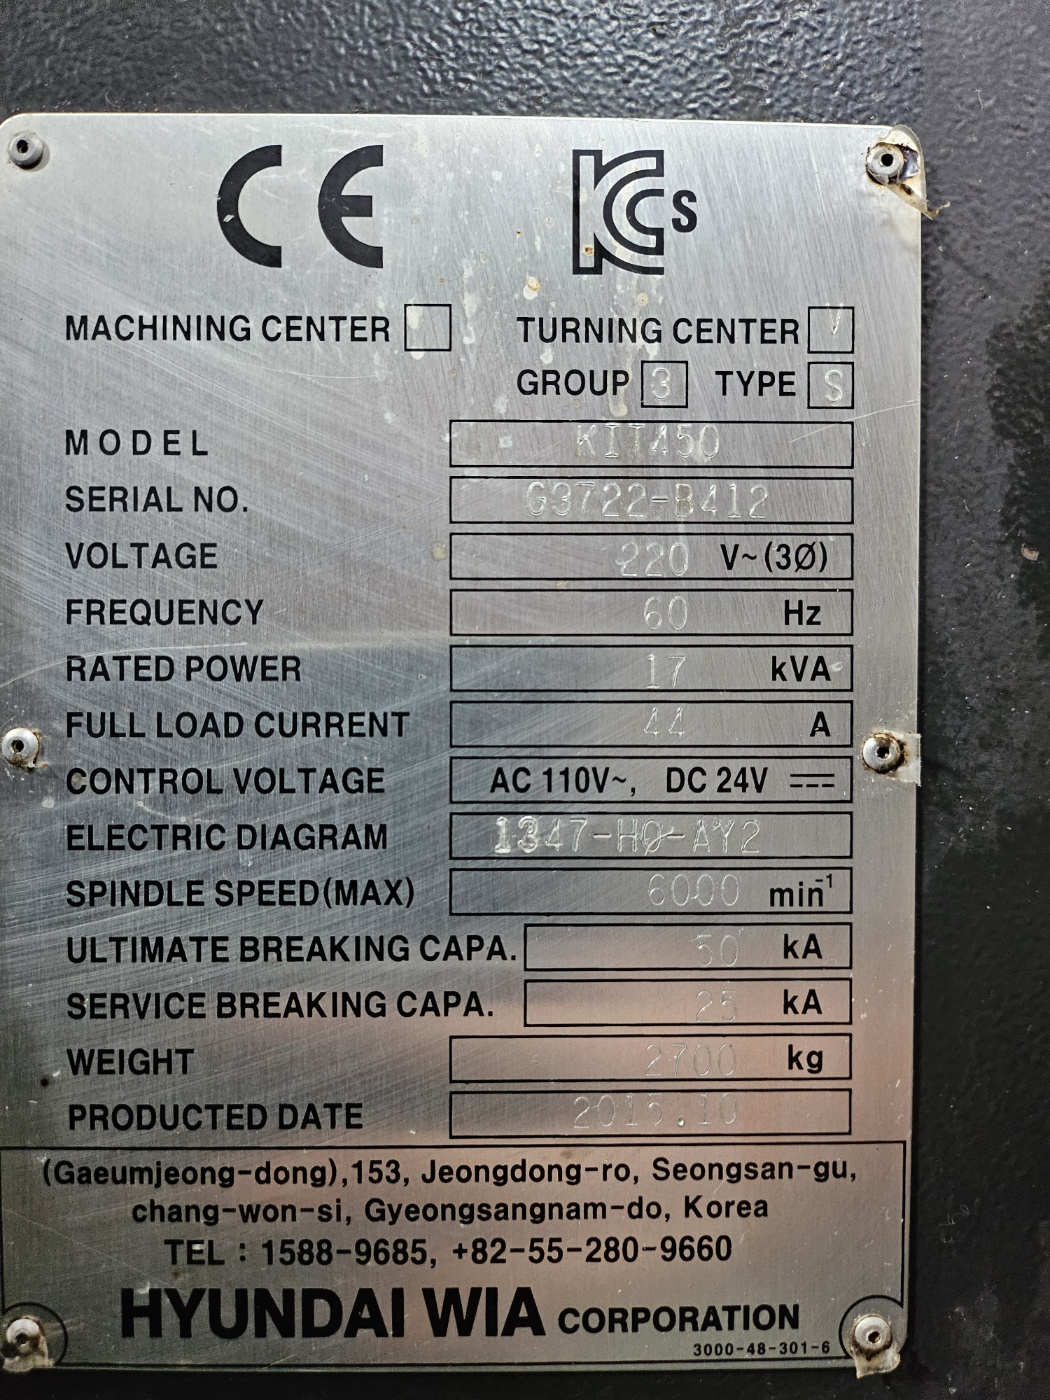 CE KCs
MACHINING CENTER TURNING CENTER V
GROUP 3 TYPE S
MODEL KIT450
SERIAL NO. G3722-B412
VOLTAGE 220 V~(3Ø)
FREQUENCY 60 Hz
RATED POWER 17 kVA
FULL LOAD CURRENT 44 A
CONTROL VOLTAGE AC 110V~, DC 24V
ELECTRIC DIAGRAM 1347-HØ-AY2
SPINDLE SPEED(MAX) 6000 min⁻¹
ULTIMATE BREAKING CAPA. 50 kA
SERVICE BREAKING CAPA. 25 kA
WEIGHT 2700 kg
PRODUCTED DATE 2015.10
(Gaeumjeong-dong),153, Jeongdong-ro, Seongsan-gu,
chang-won-si, Gyeongsangnam-do, Korea
TEL : 1588-9685, +82-55-280-9660
HYUNDAI WIA CORPORATION
3000-48-301-6